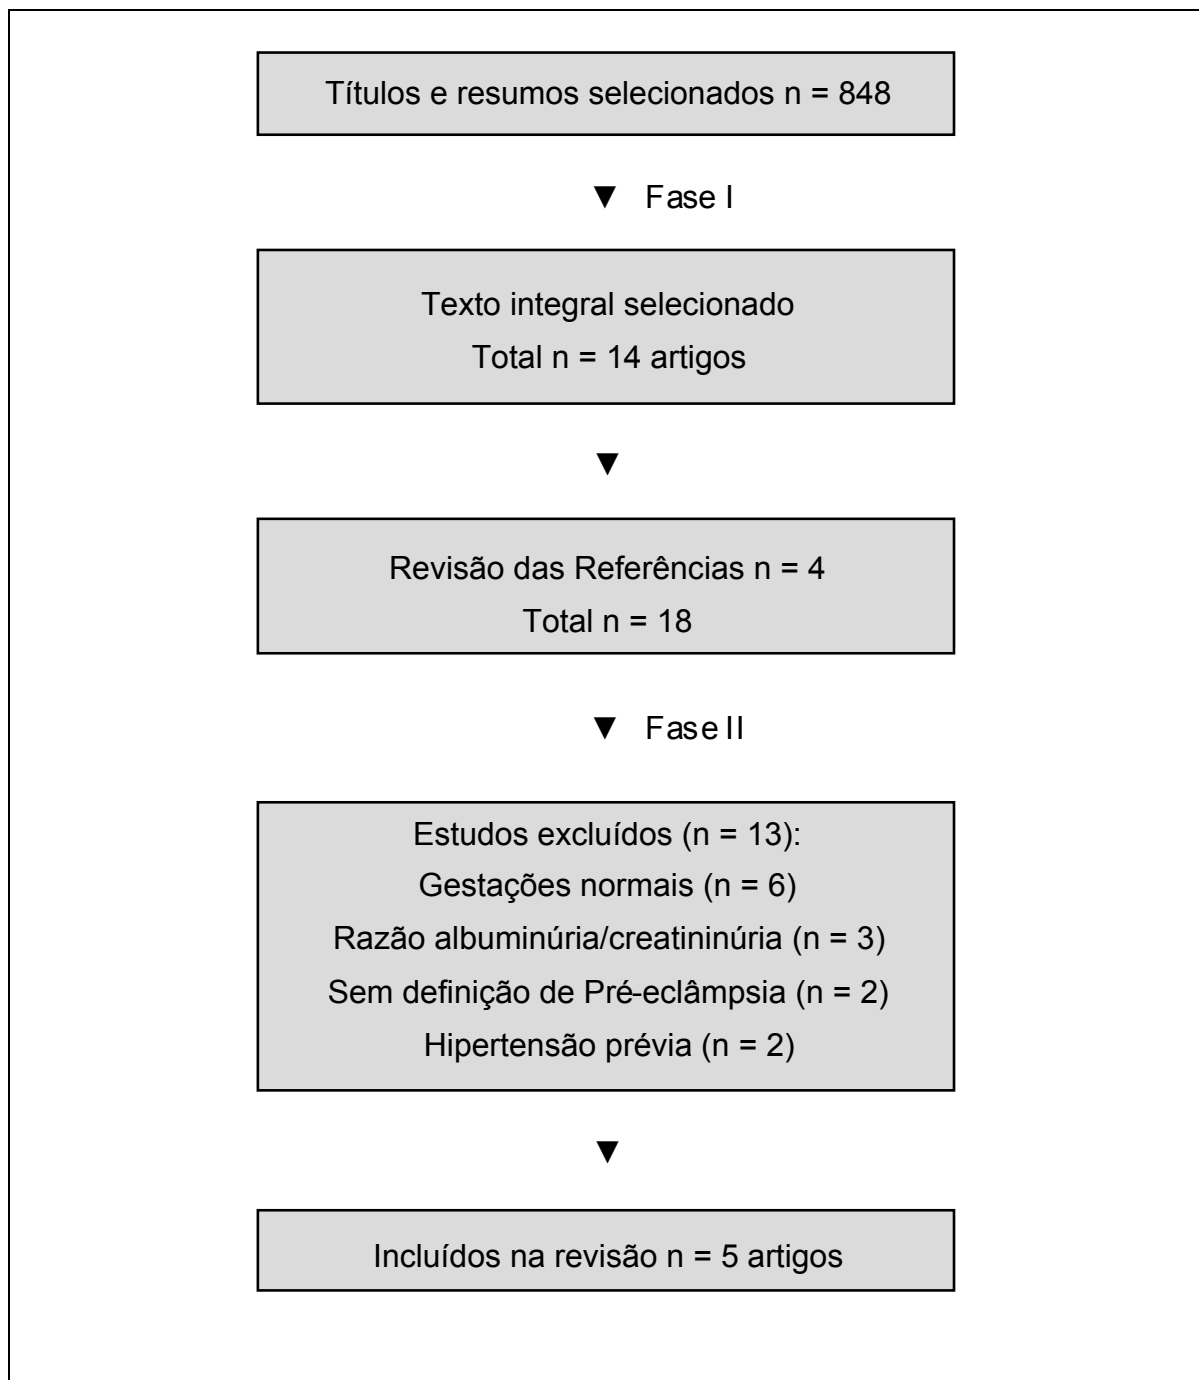 Títulos e resumos selecionados n = 848
▼ Fase I
Texto integral selecionado
Total n = 14 artigos
▼
Revisão das Referências n = 4
Total n = 18
▼ Fase II
Estudos excluídos (n = 13):
Gestações normais (n = 6)
Razão albuminúria/creatininúria (n = 3)
Sem definição de Pré-eclâmpsia (n = 2)
Hipertensão prévia (n = 2)
▼
Incluídos na revisão n = 5 artigos